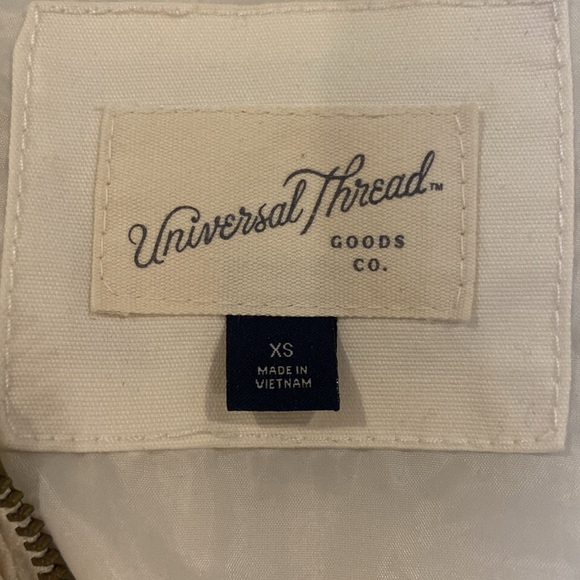 Universal Thread™
GOODS
CO.
XS
MADE IN
VIETNAM